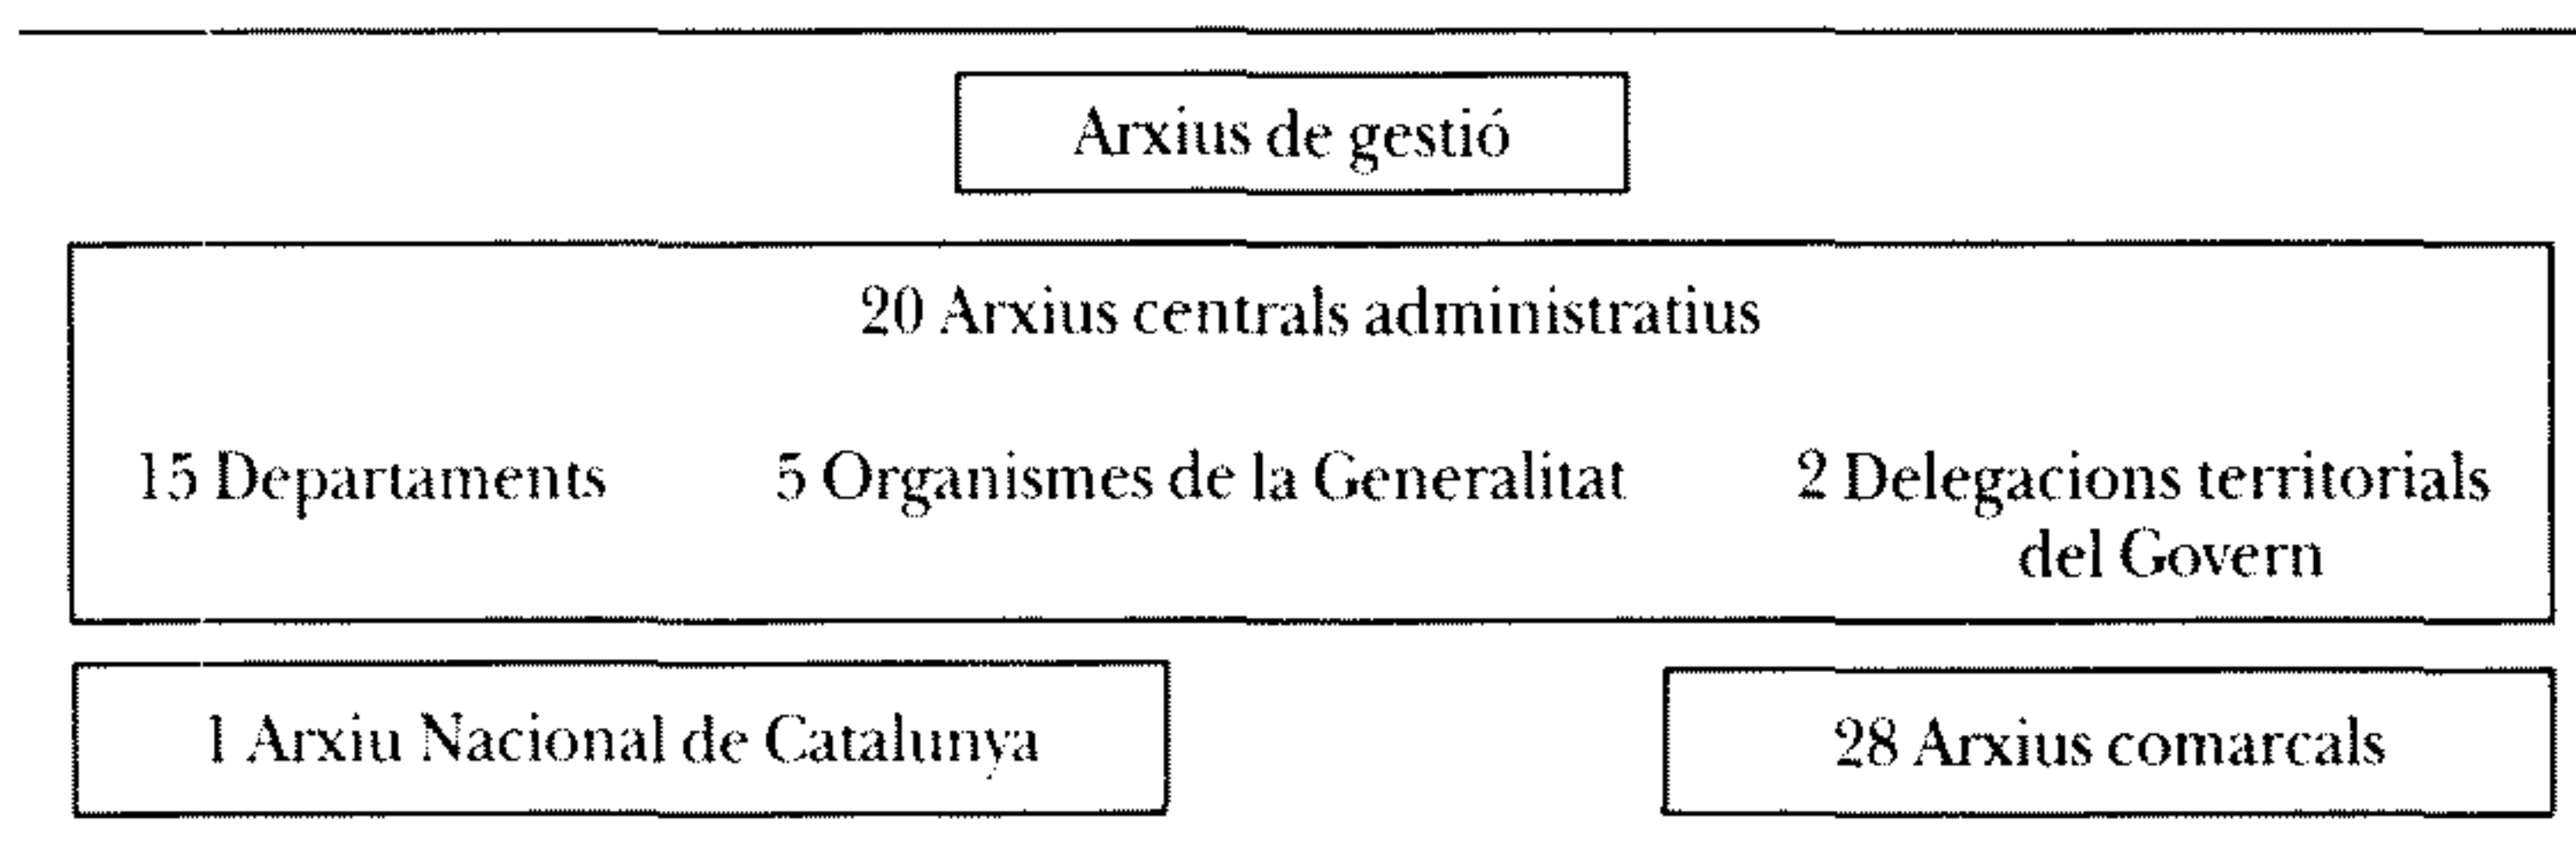 Arxius de gestió
20 Arxius centrals administratius
15 Departaments
5 Organismes de la Generalitat
2 Delegacions territorials
del Govern
1 Arxiu Nacional de Catalunya
28 Arxius comarcals